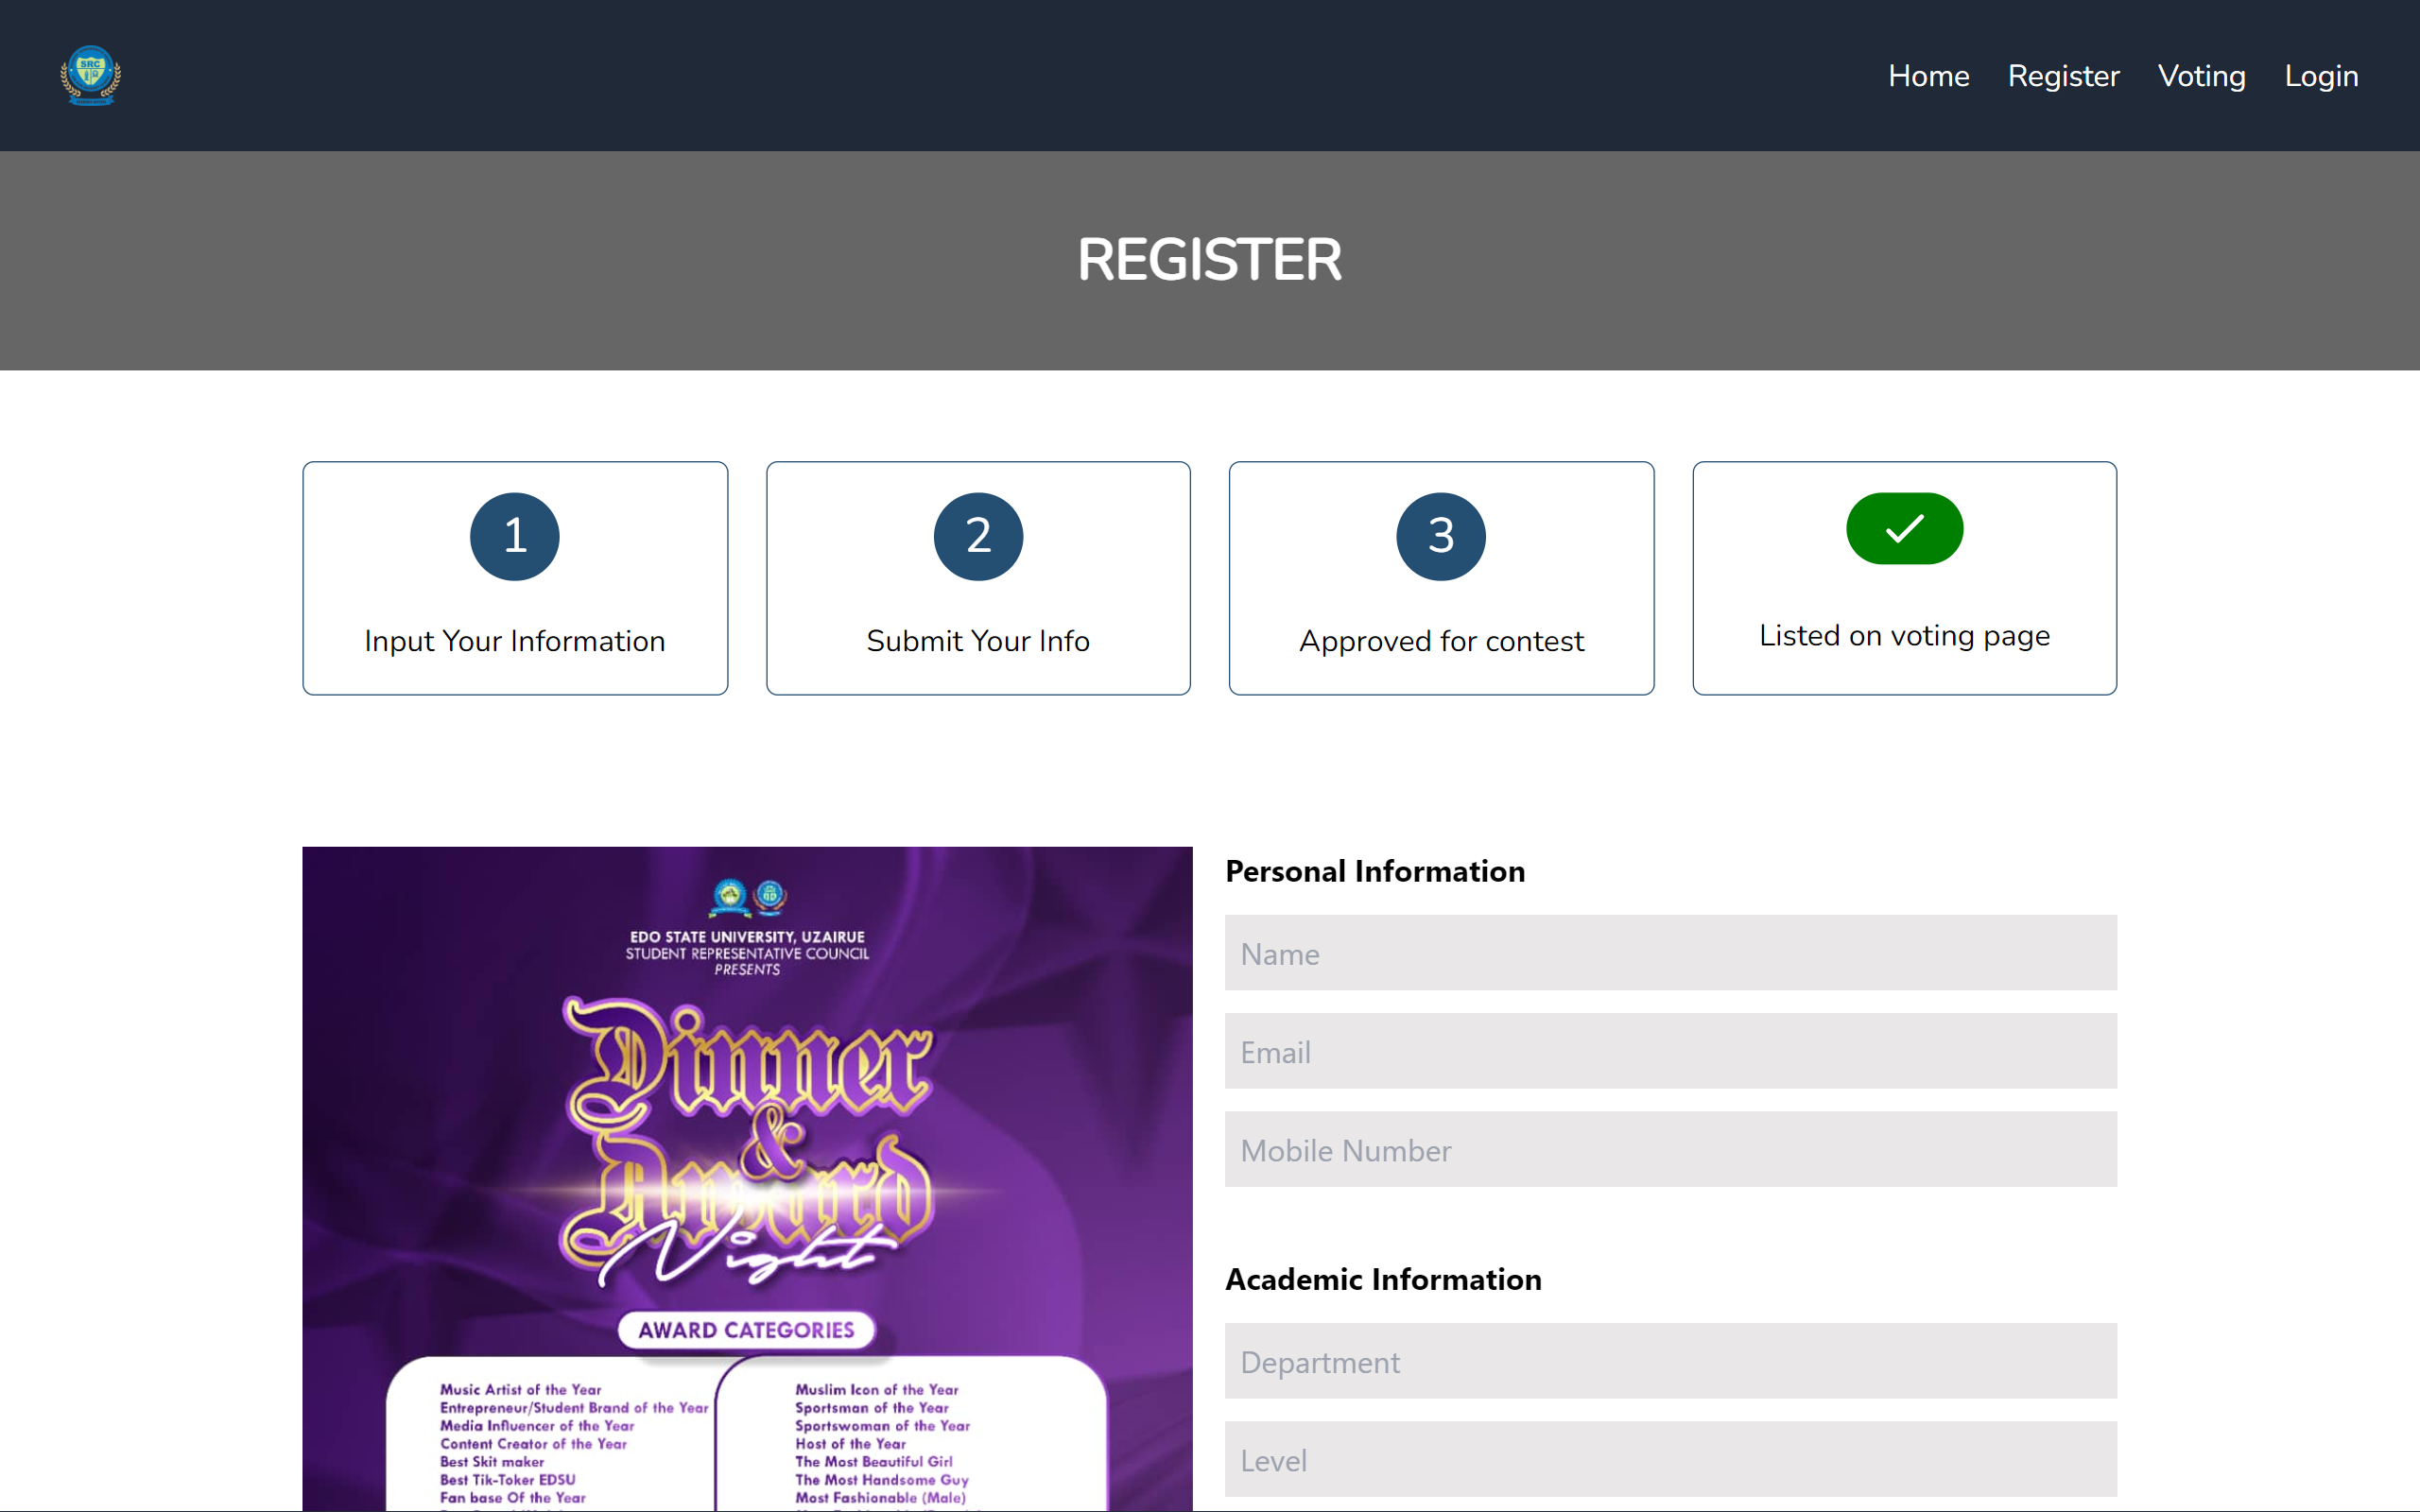 SRC
Home Register Voting Login
REGISTER
1
Input Your Information
2
Submit Your Info
3
Approved for contest
Listed on voting page
EDO STATE UNIVERSITY, UZAIRUE
STUDENT REPRESENTATIVE COUNCIL
PRESENTS
Dinner
&
Award
Night
AWARD CATEGORIES
Music Artist of the Year
Entrepreneur/Student Brand of the Year
Media Influencer of the Year
Content Creator of the Year
Best Skit maker
Best Tik-Toker EDSU
Fan base Of the Year
Muslim Icon of the Year
Sportsman of the Year
Sportswoman of the Year
Host of the Year
The Most Beautiful Girl
The Most Handsome Guy
Most Fashionable (Male)
Personal Information
Name
Email
Mobile Number
Academic Information
Department
Level